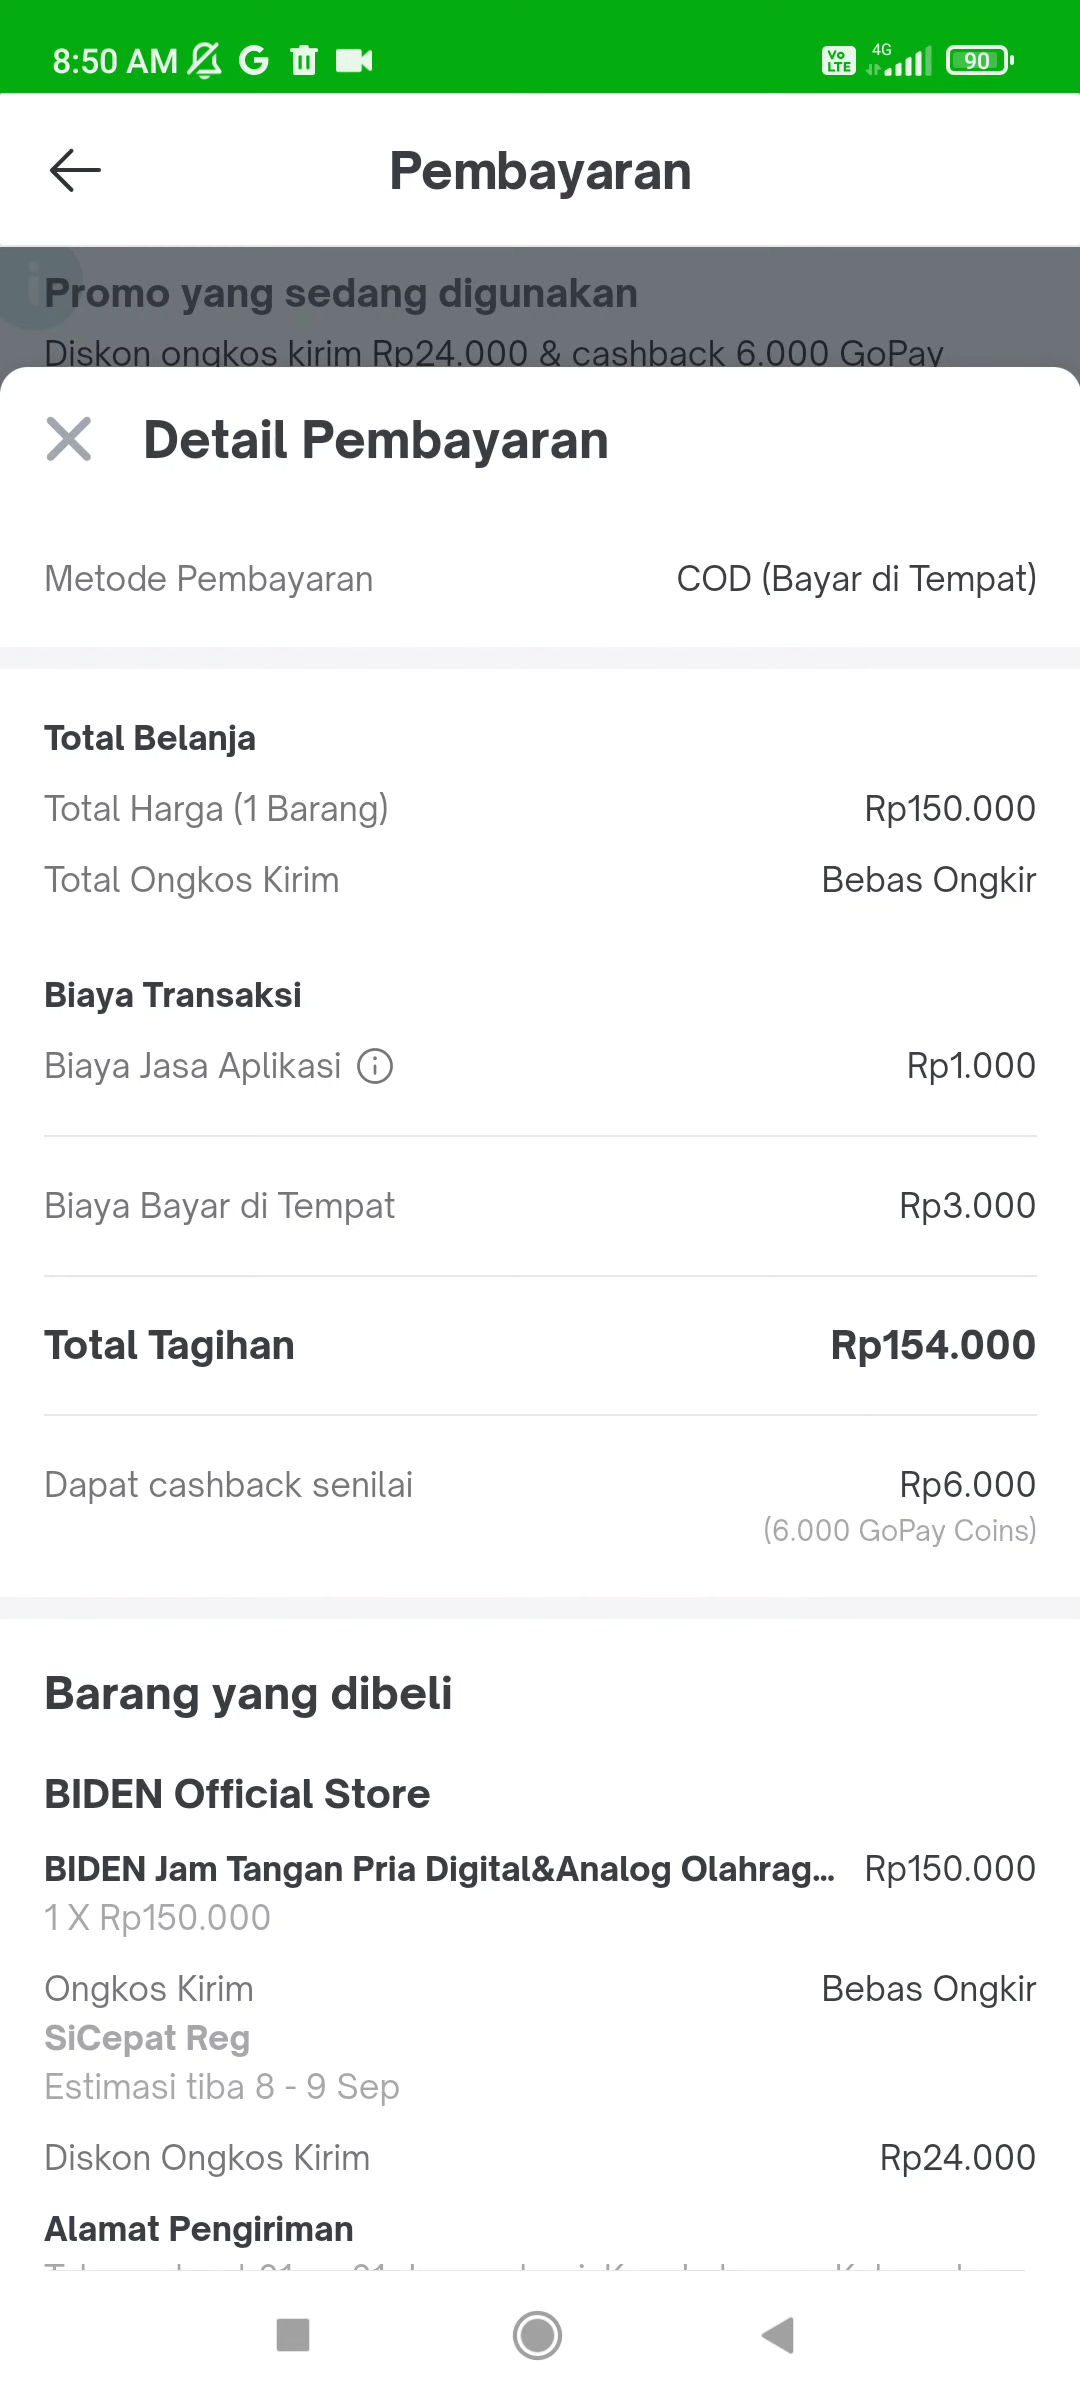 8:50 AM
Vo LTE
4G
90
Pembayaran
Promo yang sedang digunakan
Diskon ongkos kirim Rp24.000 & cashback 6.000 GoPay
Detail Pembayaran
Metode Pembayaran COD (Bayar di Tempat)
Total Belanja
Total Harga (1 Barang) Rp150.000
Total Ongkos Kirim Bebas Ongkir
Biaya Transaksi
Biaya Jasa Aplikasi Rp1.000
Biaya Bayar di Tempat Rp3.000
Total Tagihan Rp154.000
Dapat cashback senilai Rp6.000
(6.000 GoPay Coins)
Barang yang dibeli
BIDEN Official Store
BIDEN Jam Tangan Pria Digital&Analog Olahrag... Rp150.000
1 X Rp150.000
Ongkos Kirim Bebas Ongkir
SiCepat Reg
Estimasi tiba 8 - 9 Sep
Diskon Ongkos Kirim Rp24.000
Alamat Pengiriman